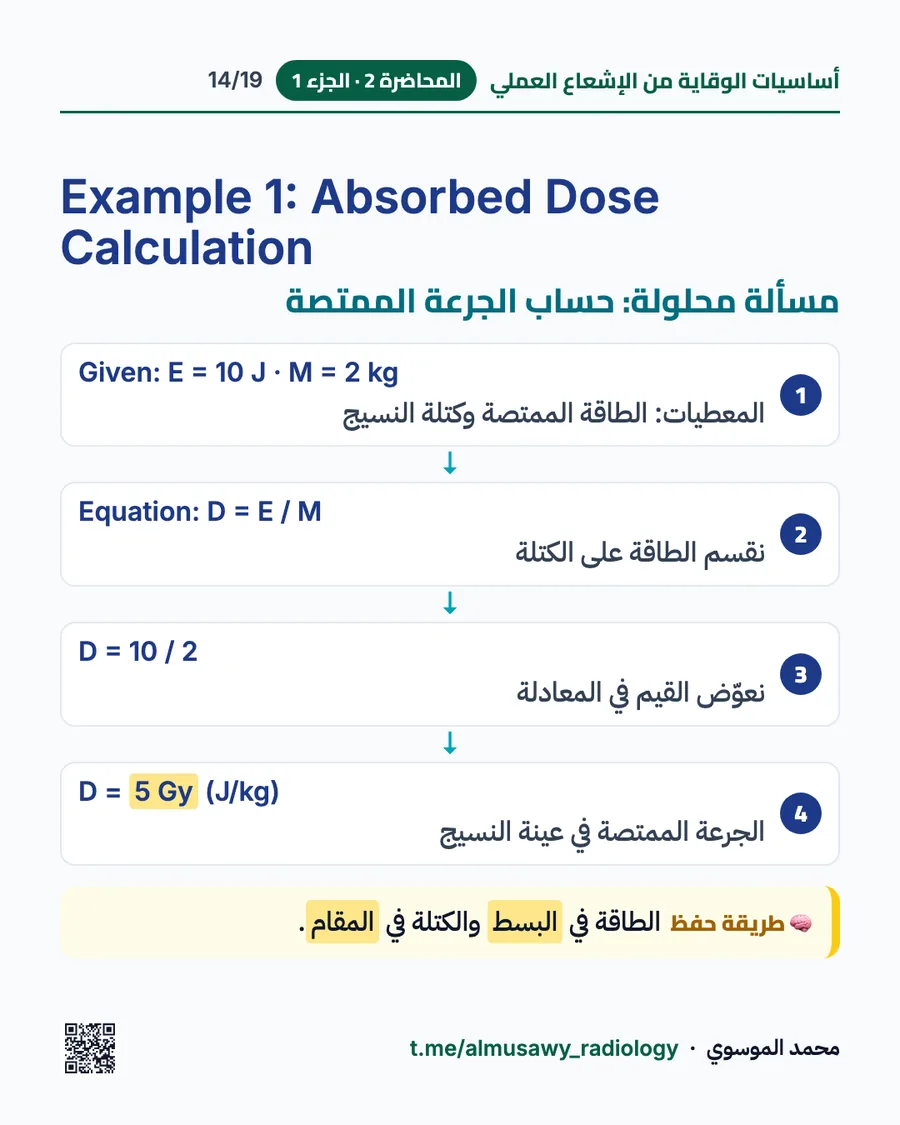 أساسيات الوقاية من الإشعاع العملي المحاضرة 2 · الجزء 1 14/19
Example 1: Absorbed Dose
Calculation
مسألة محلولة: حساب الجرعة الممتصة
1
Given: E = 10 J · M = 2 kg
المعطيات: الطاقة الممتصة وكتلة النسيج
↓
2
Equation: D = E / M
نقسم الطاقة على الكتلة
↓
3
D = 10 / 2
نعوّض القيم في المعادلة
↓
4
D = 5 Gy (J/kg)
الجرعة الممتصة في عينة النسيج
🧠 طريقة حفظ الطاقة في البسط والكتلة في المقام.
محمد الموسوي · t.me/almusawy_radiology